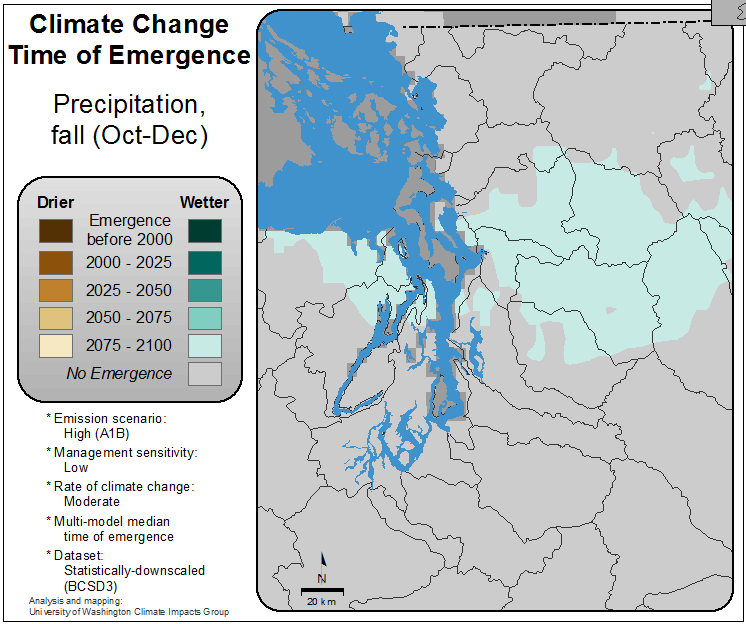 Climate Change
Time of Emergence
Precipitation,
fall (Oct-Dec)
Drier
Wetter
Emergence
before 2000
2000 - 2025
2025 - 2050
2050 - 2075
2075 - 2100
No Emergence
* Emission scenario:
High (A1B)
* Management sensitivity:
Low
* Rate of climate change:
Moderate
* Multi-model median
time of emergence
* Dataset:
Statistically-downscaled
(BCSD3)
Analysis and mapping:
University of Washington Climate Impacts Group
N
20 km